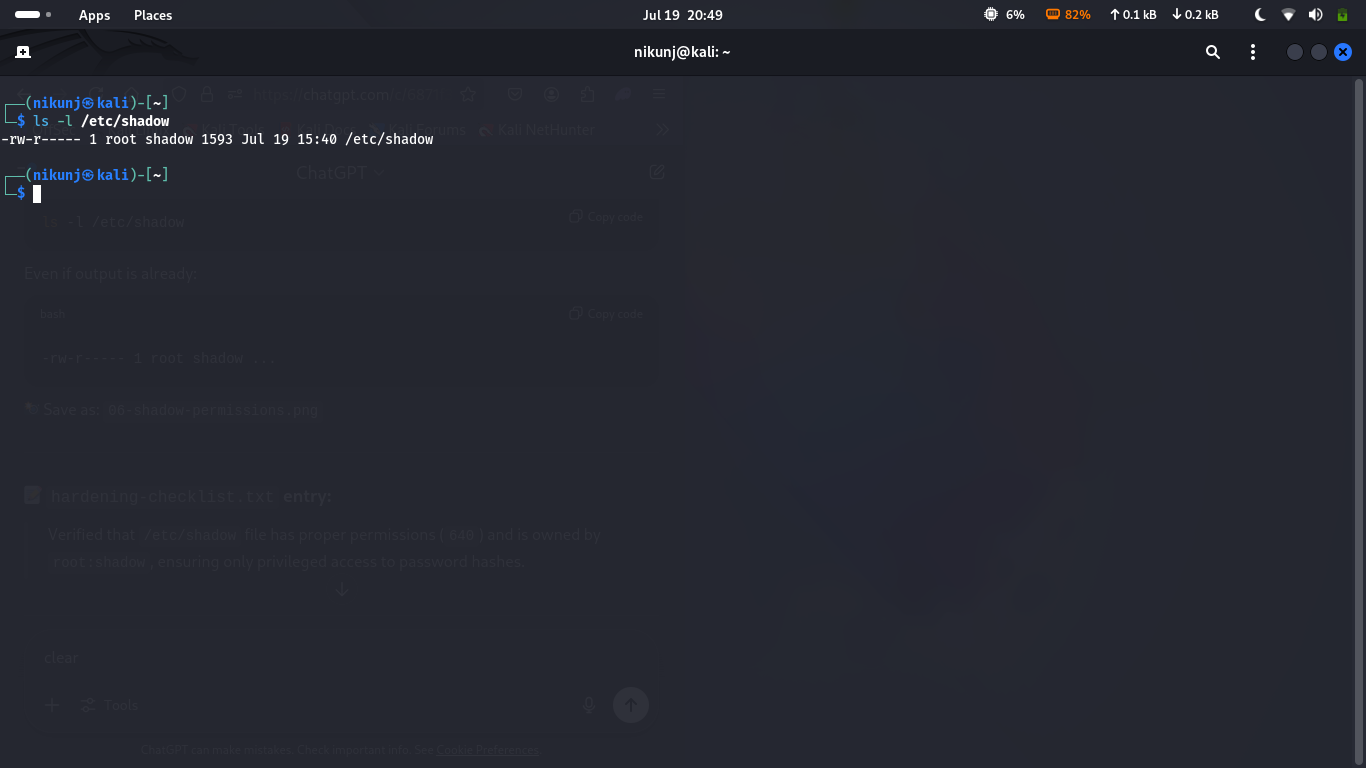 Apps Places Jul 19 20:49 6% 82% 0.1 kB 0.2 kB
nikunj@kali: ~
https://chatgpt.com
(nikunj㉿kali)-[~]
$ ls -l /etc/shadow
Forums Kali NetHunter
-rw-r----- 1 root shadow 1593 Jul 19 15:40 /etc/shadow
(nikunj㉿kali)-[~]
ChatGPT
$
Copy code
ls -l /etc/shadow
Even if output is already:
bash Copy code
-rw-r----- 1 root shadow ...
Save as: 06-shadow-permissions.png
hardening-checklist.txt entry:
Verified that /etc/shadow file has proper permissions (640) and is owned by
root:shadow, ensuring only privileged access to password hashes.
clear
Tools
ChatGPT can make mistakes. Check important info. See Cookie Preferences.